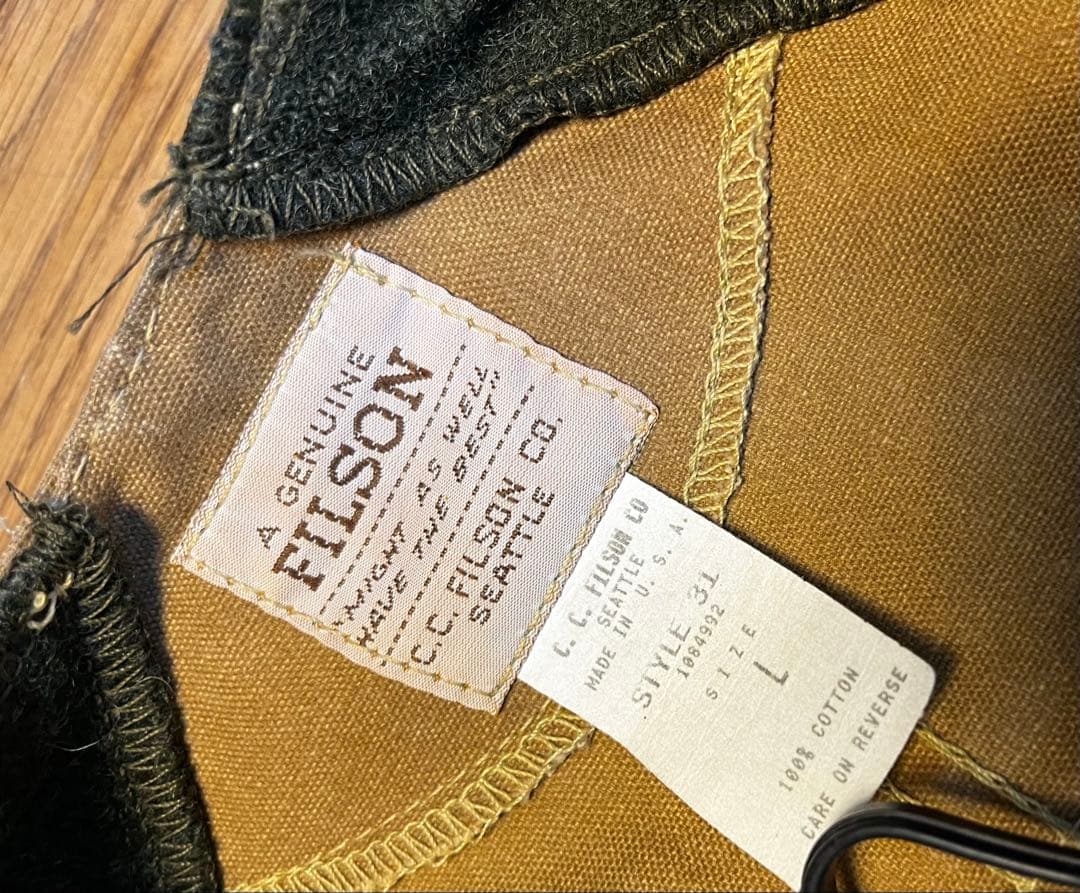 A GENUINE
FILSON
"MIGHT AS WELL
HAVE THE BEST"
C.C. FILSON CO.
SEATTLE
C. C. FILSON CO
SEATTLE
MADE IN U. S. A.
STYLE 31
1084992
SIZE
L
100% COTTON
CARE ON REVERSE